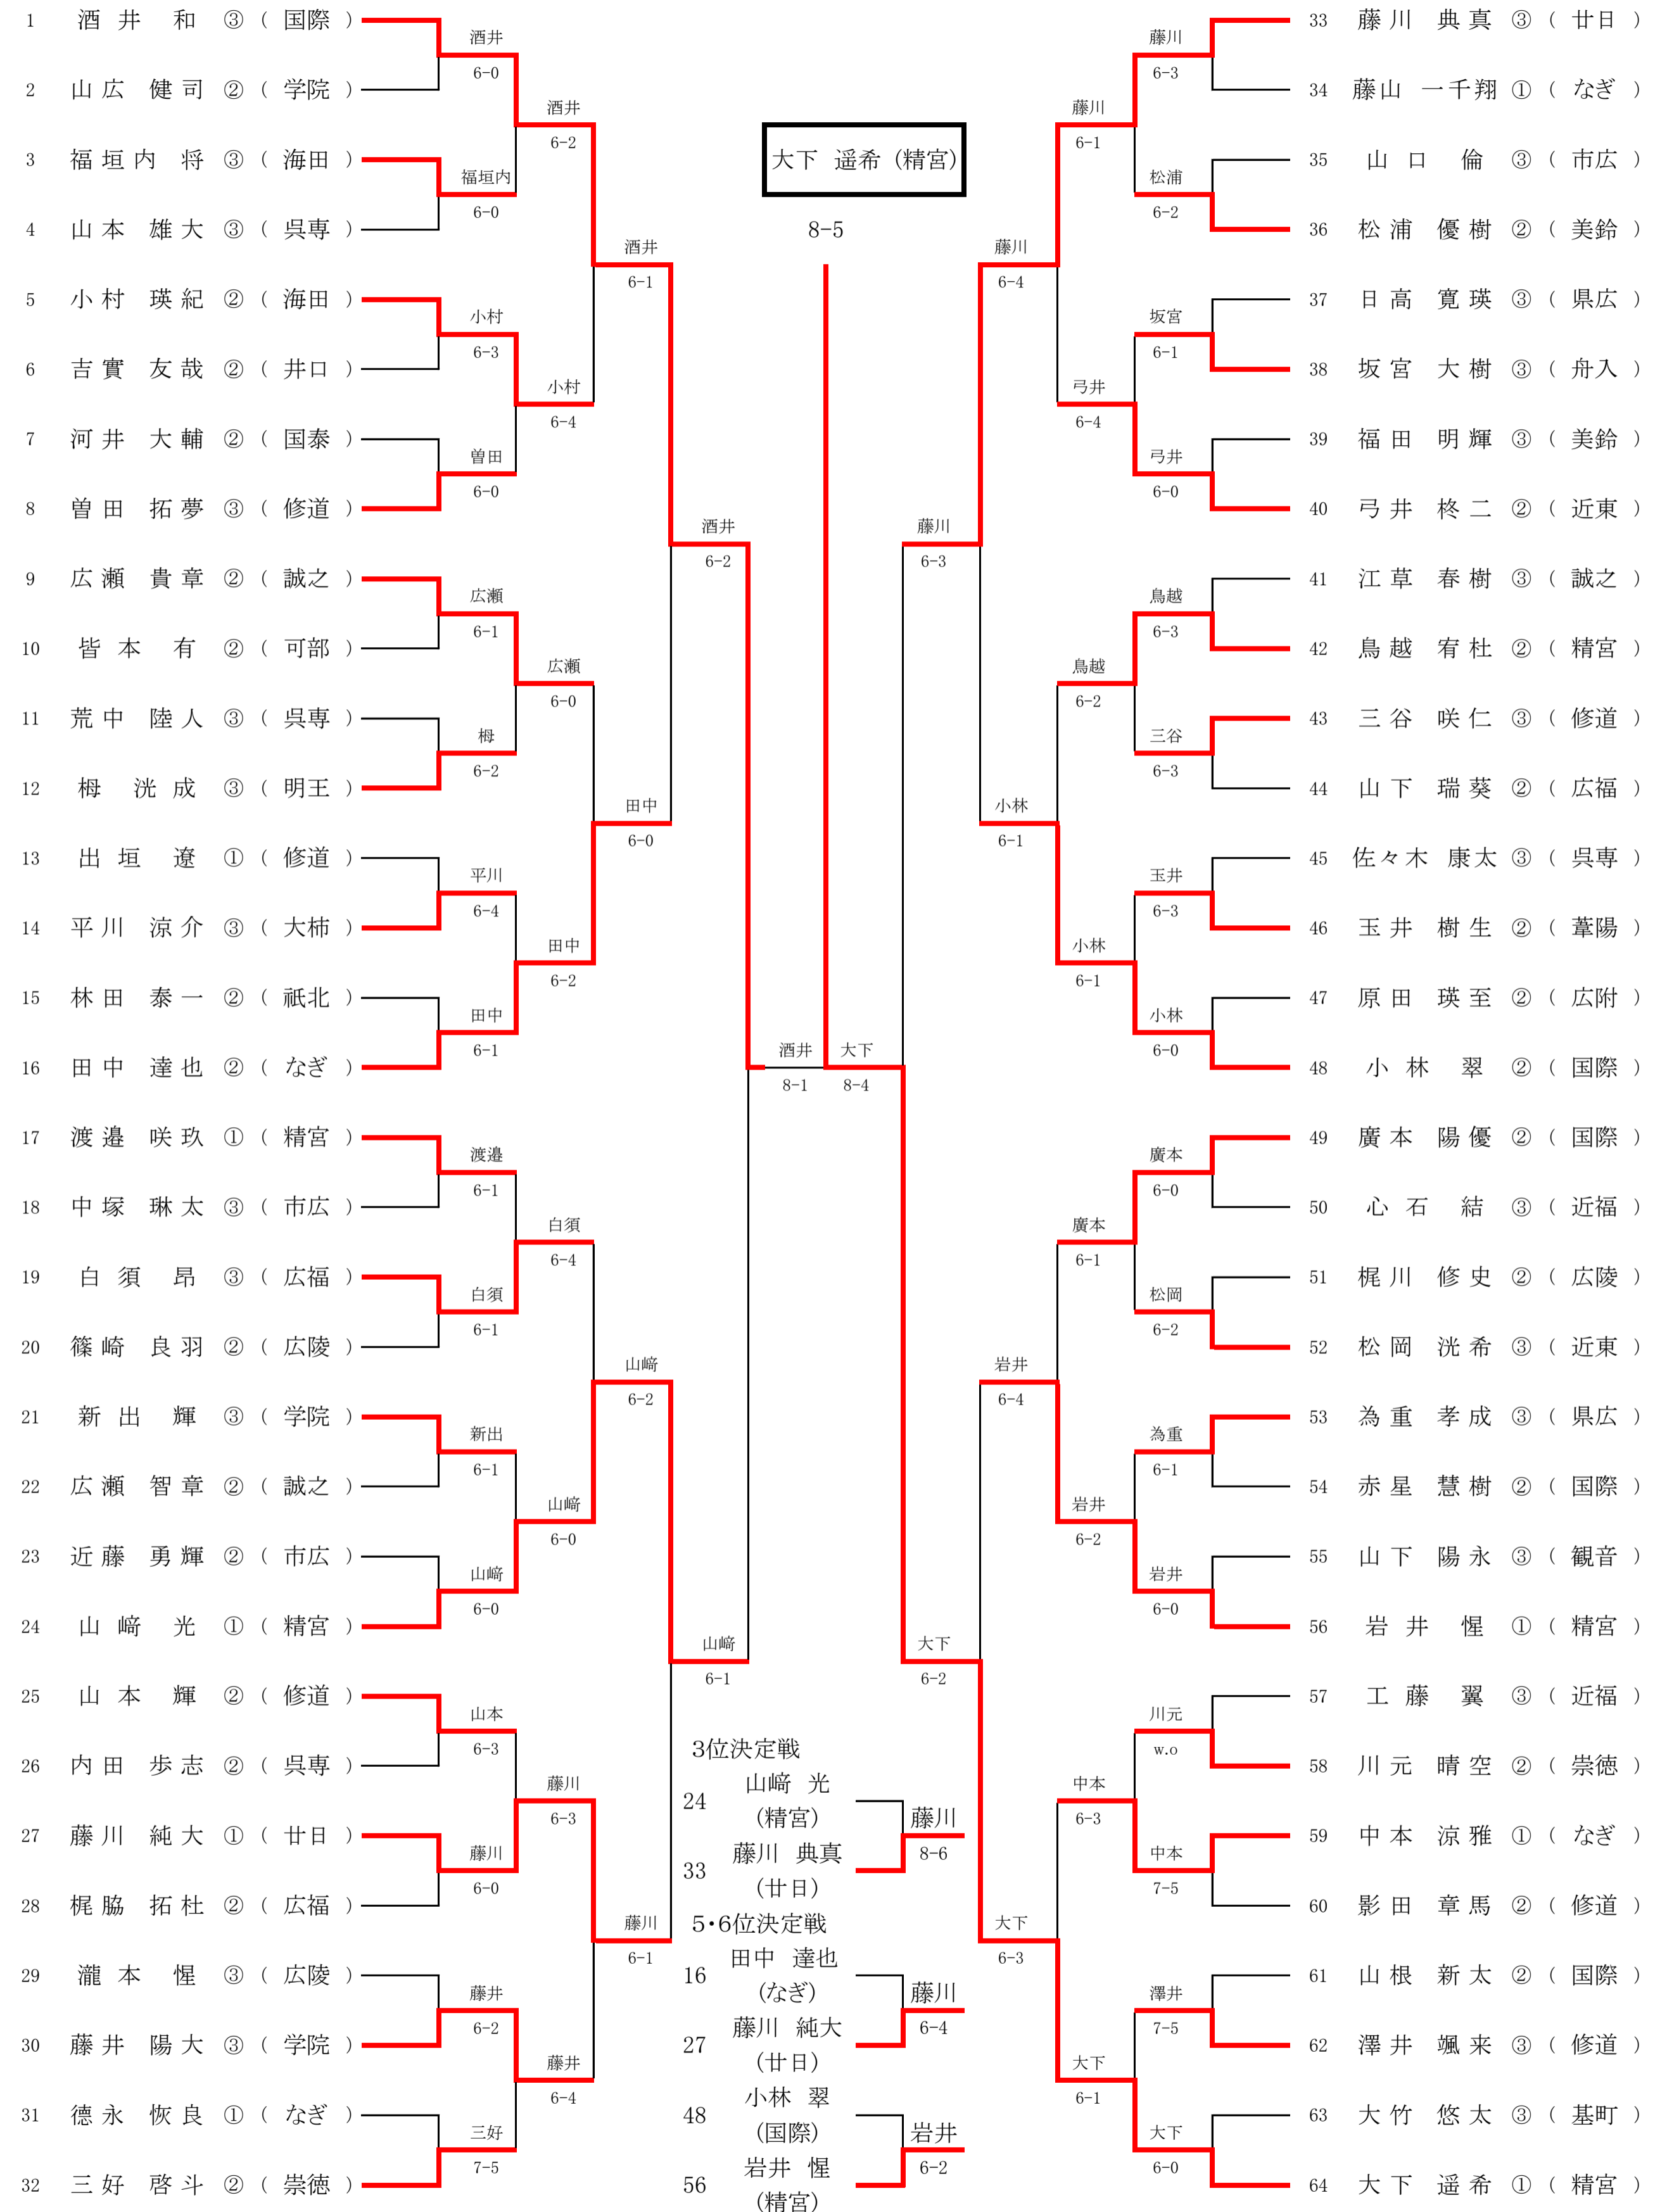 1 酒井 和 ③ ( 国際 )
2 山広 健司 ② ( 学院 )
3 福垣内 将 ③ ( 海田 )
4 山本 雄大 ③ ( 呉専 )
5 小村 瑛紀 ② ( 海田 )
6 吉實 友哉 ② ( 井口 )
7 河井 大輔 ② ( 国泰 )
8 曽田 拓夢 ③ ( 修道 )
9 広瀬 貴章 ② ( 誠之 )
10 皆本 有 ② ( 可部 )
11 荒中 陸人 ③ ( 呉専 )
12 栂 洸成 ③ ( 明王 )
13 出垣 遼 ① ( 修道 )
14 平川 涼介 ③ ( 大柿 )
15 林田 泰一 ② ( 祇北 )
16 田中 達也 ② ( なぎ )
17 渡邉 咲玖 ① ( 精宮 )
18 中塚 琳太 ③ ( 市広 )
19 白須 昂 ③ ( 広福 )
20 篠崎 良羽 ② ( 広陵 )
21 新出 輝 ③ ( 学院 )
22 広瀬 智章 ② ( 誠之 )
23 近藤 勇輝 ② ( 市広 )
24 山﨑 光 ① ( 精宮 )
25 山本 輝 ② ( 修道 )
26 内田 歩志 ② ( 呉専 )
27 藤川 純大 ① ( 廿日 )
28 梶脇 拓杜 ② ( 広福 )
29 瀧本 惺 ③ ( 広陵 )
30 藤井 陽大 ③ ( 学院 )
31 德永 恢良 ① ( なぎ )
32 三好 啓斗 ② ( 崇徳 )
酒井
6-0
福垣内
6-0
小村
6-3
曽田
6-0
広瀬
6-1
栂
6-2
平川
6-4
田中
6-1
渡邉
6-1
白須
6-1
新出
6-1
山﨑
6-0
山本
6-3
藤川
6-0
藤井
6-2
三好
7-5
酒井
6-2
小村
6-4
広瀬
6-0
田中
6-2
白須
6-4
山﨑
6-0
藤川
6-3
藤井
6-4
酒井
6-1
田中
6-0
山﨑
6-2
藤川
6-1
酒井
6-2
山﨑
6-1
大下 遥希 (精宮)
8-5
酒井
8-1
大下
8-4
3位決定戦
24 山﨑 光
(精宮)
33 藤川 典真
(廿日)
藤川
8-6
5・6位決定戦
16 田中 達也
(なぎ)
27 藤川 純大
(廿日)
藤川
6-4
48 小林 翠
(国際)
56 岩井 惺
(精宮)
岩井
6-2
藤川
6-3
大下
6-2
藤川
6-4
小林
6-1
岩井
6-4
大下
6-3
藤川
6-1
弓井
6-4
鳥越
6-2
小林
6-1
廣本
6-1
岩井
6-2
中本
6-3
大下
6-1
藤川
6-3
松浦
6-2
坂宮
6-1
弓井
6-0
鳥越
6-3
三谷
6-3
玉井
6-3
小林
6-0
廣本
6-0
松岡
6-2
為重
6-1
岩井
6-0
川元
w.o
中本
7-5
澤井
7-5
大下
6-0
33 藤川 典真 ③ ( 廿日 )
34 藤山 一千翔 ① ( なぎ )
35 山口 倫 ③ ( 市広 )
36 松浦 優樹 ② ( 美鈴 )
37 日高 寛瑛 ③ ( 県広 )
38 坂宮 大樹 ③ ( 舟入 )
39 福田 明輝 ③ ( 美鈴 )
40 弓井 柊二 ② ( 近東 )
41 江草 春樹 ③ ( 誠之 )
42 鳥越 宥杜 ② ( 精宮 )
43 三谷 咲仁 ③ ( 修道 )
44 山下 瑞葵 ② ( 広福 )
45 佐々木 康太 ③ ( 呉専 )
46 玉井 樹生 ② ( 葦陽 )
47 原田 瑛至 ② ( 広附 )
48 小林 翠 ② ( 国際 )
49 廣本 陽優 ② ( 国際 )
50 心石 結 ③ ( 近福 )
51 梶川 修史 ② ( 広陵 )
52 松岡 洸希 ③ ( 近東 )
53 為重 孝成 ③ ( 県広 )
54 赤星 慧樹 ② ( 国際 )
55 山下 陽永 ③ ( 観音 )
56 岩井 惺 ① ( 精宮 )
57 工藤 翼 ③ ( 近福 )
58 川元 晴空 ② ( 崇徳 )
59 中本 涼雅 ① ( なぎ )
60 影田 章馬 ② ( 修道 )
61 山根 新太 ② ( 国際 )
62 澤井 颯来 ③ ( 修道 )
63 大竹 悠太 ③ ( 基町 )
64 大下 遥希 ① ( 精宮 )